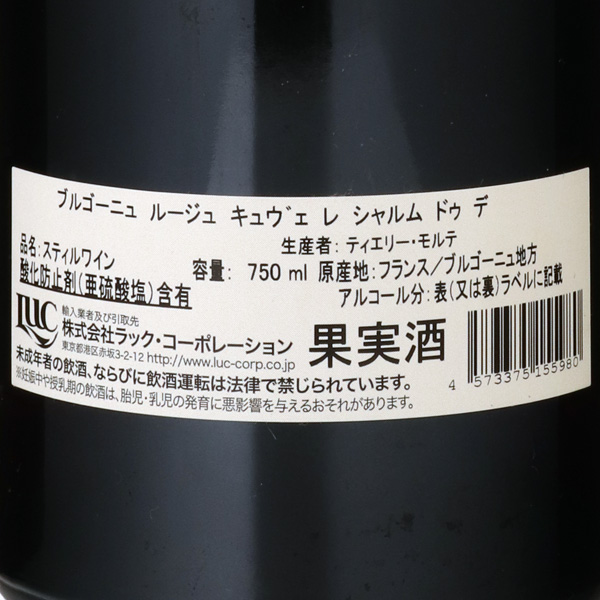 ブルゴーニュ ルージュ キュヴェ レ シャルム ドゥ デ
品名:スティルワイン
生産者:ティエリー・モルテ
酸化防止剤(亜硫酸塩)含有
容量: 750 ml 原産地:フランス/ブルゴーニュ地方
アルコール分:表(又は裏)ラベルに記載
LUC
輸入業者及び引取先
株式会社ラック・コーポレーション
東京都港区赤坂3-2-12 http://www.luc-corp.co.jp
果実酒
未成年者の飲酒、ならびに飲酒運転は法律で禁じられています。
※妊娠中や授乳期の飲酒は、胎児・乳児の発育に悪影響を与えるおそれがあります。
4 573375 155980